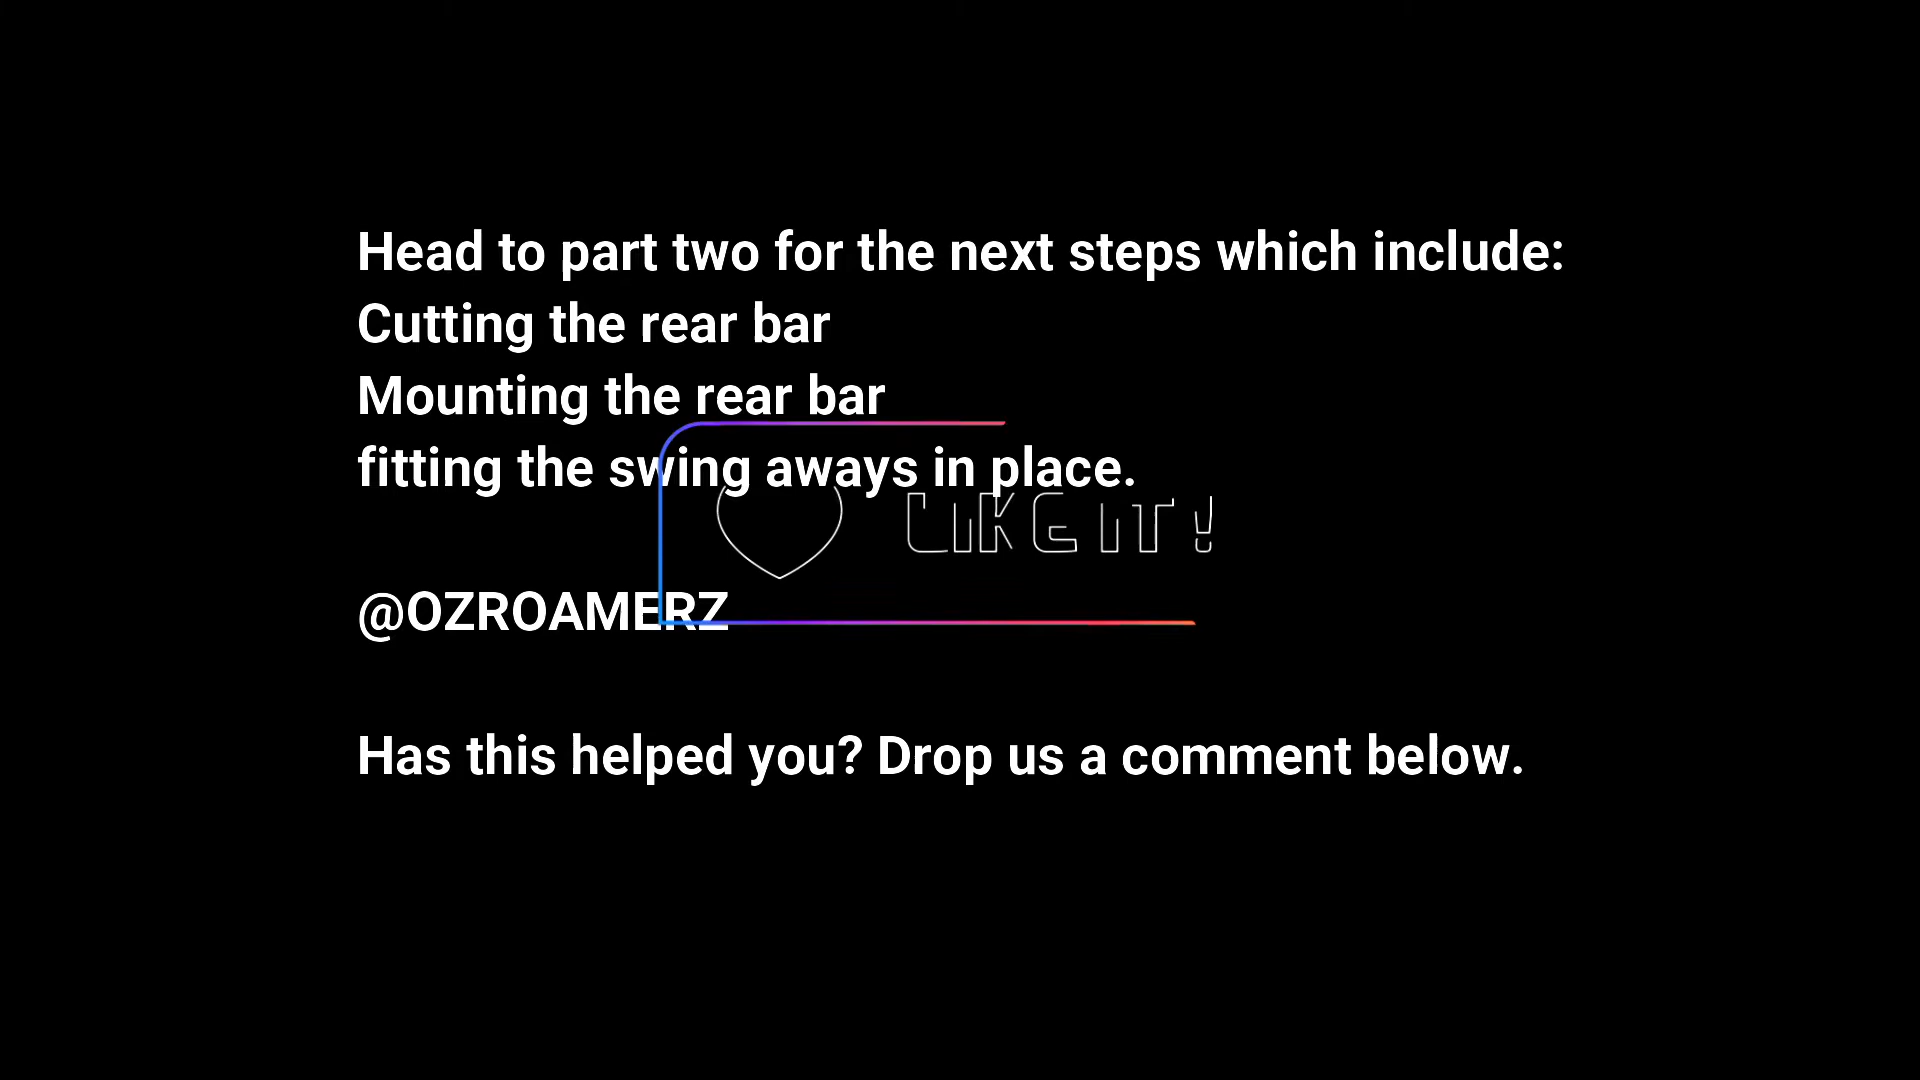 Head to part two for the next steps which include:
Cutting the rear bar
Mounting the rear bar
fitting the swing aways in place.
LIKE IT!
@OZROAMERZ
Has this helped you? Drop us a comment below.